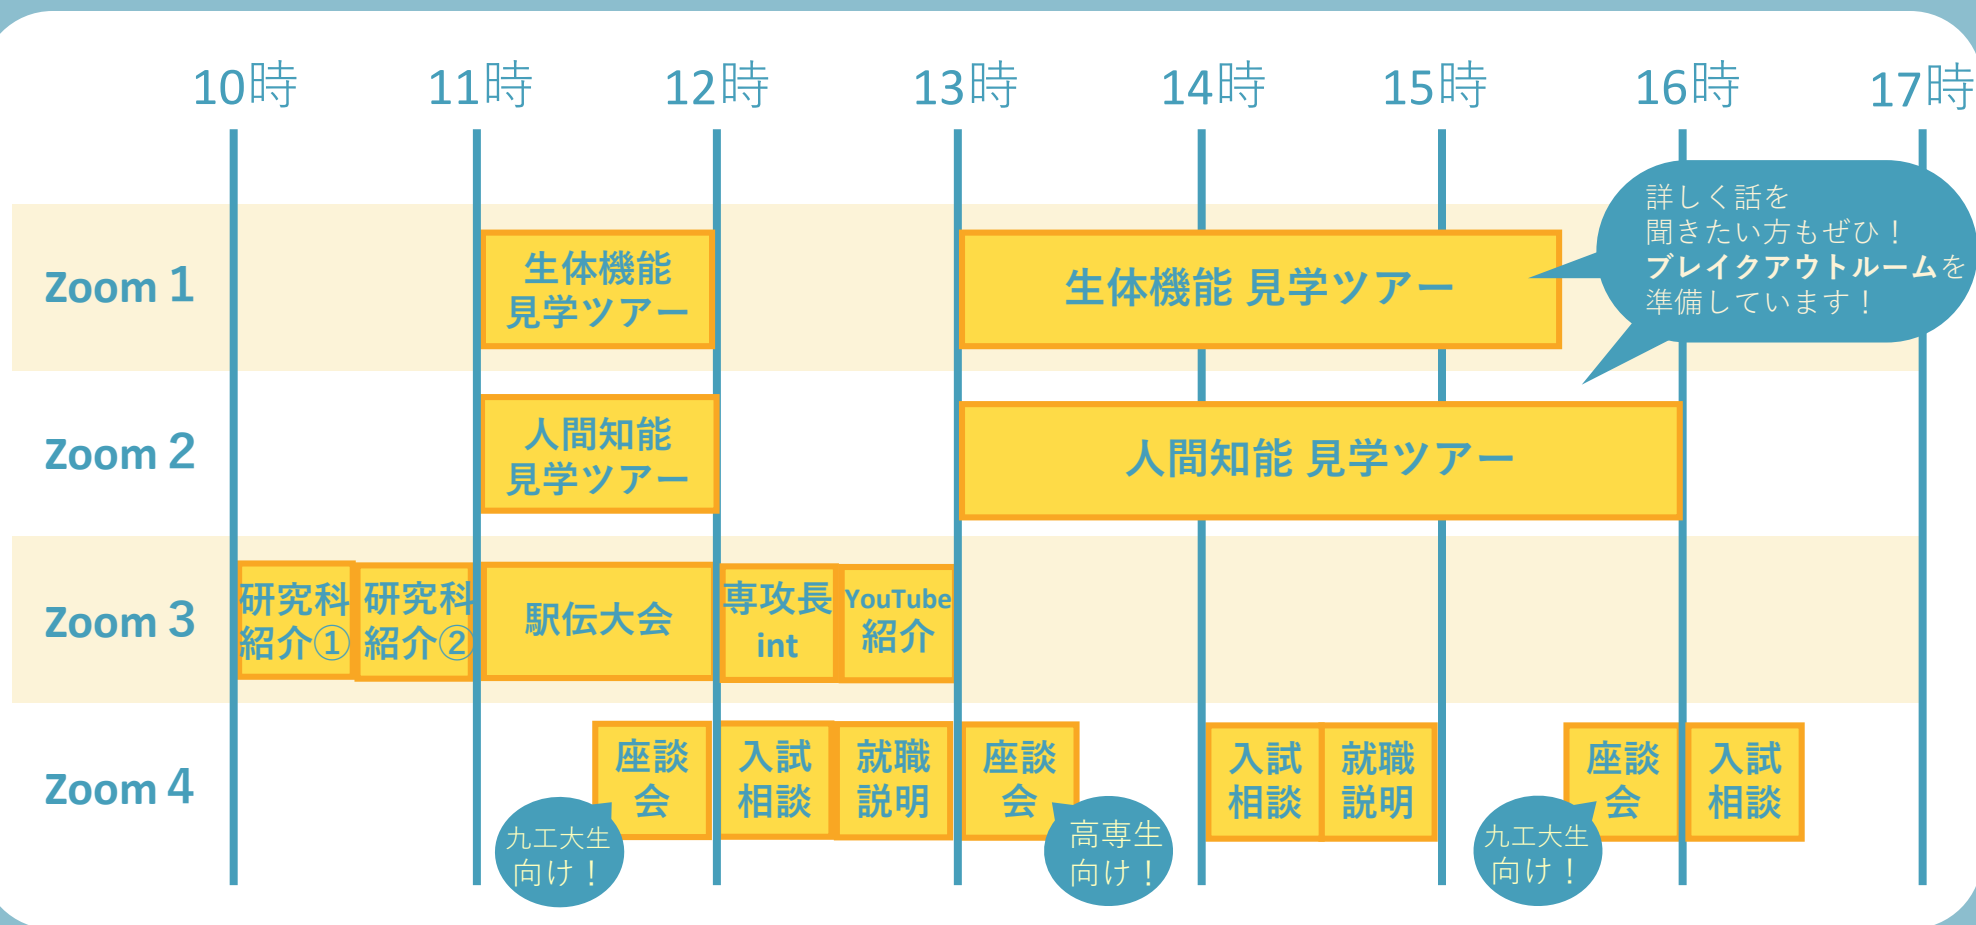 10時
11時
12時
13時
14時
15時
16時
17時
詳しく話を
聞きたい方もぜひ！
ブレイクアウトルームを
準備しています！
Zoom 1
生体機能
見学ツアー
生体機能 見学ツアー
Zoom 2
人間知能
見学ツアー
人間知能 見学ツアー
Zoom 3
研究科
紹介①
研究科
紹介②
駅伝大会
専攻長
int
YouTube
紹介
Zoom 4
座談
会
九工大生
向け！
入試
相談
就職
説明
座談
会
高専生
向け！
入試
相談
就職
説明
座談
会
九工大生
向け！
入試
相談